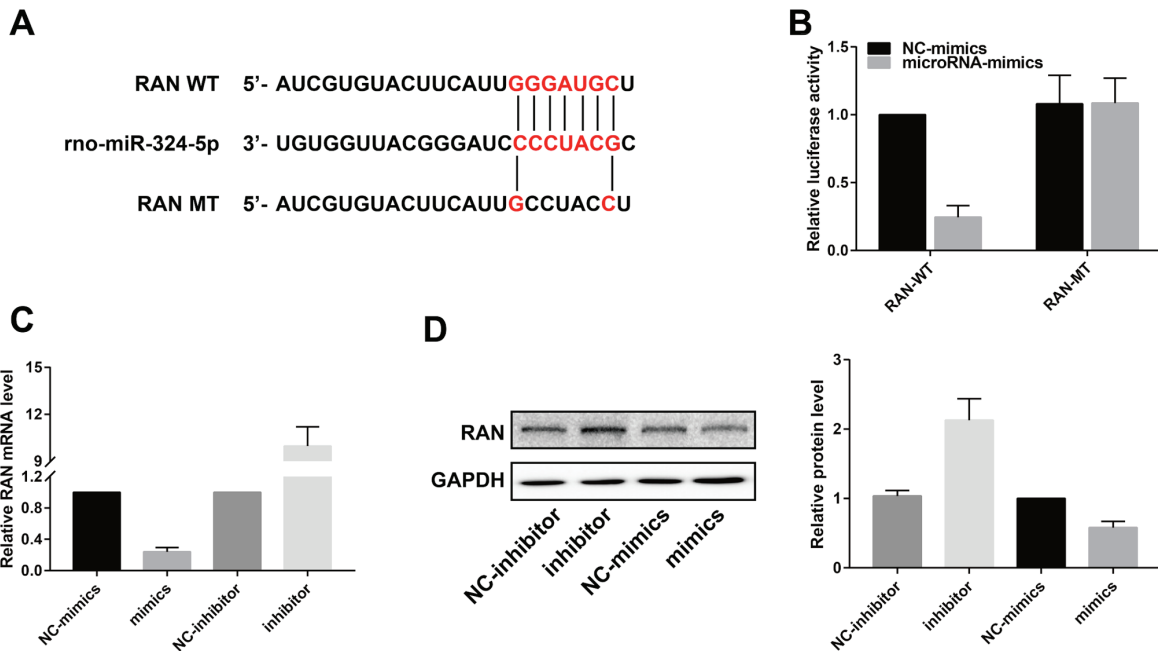 A
RAN WT 5'- AUCGUGUACUUCAUUGGGAUGCU
rno-miR-324-5p 3'- UGUGGUUACGGGAUCCCCUACGC
RAN MT 5'- AUCGUGUACUUCAUUGCCUACCU
B
NC-mimics
microRNA-mimics
Relative luciferase activity
1.5
1.0
0.5
0.0
RAN-WT
RAN-MT
C
Relative RAN mRNA level
15
12
9
1.2
0.8
0.4
0.0
NC-mimics
mimics
NC-inhibitor
inhibitor
D
RAN
GAPDH
NC-inhibitor
inhibitor
NC-mimics
mimics
Relative protein level
3
2
1
0
NC-inhibitor
inhibitor
NC-mimics
mimics